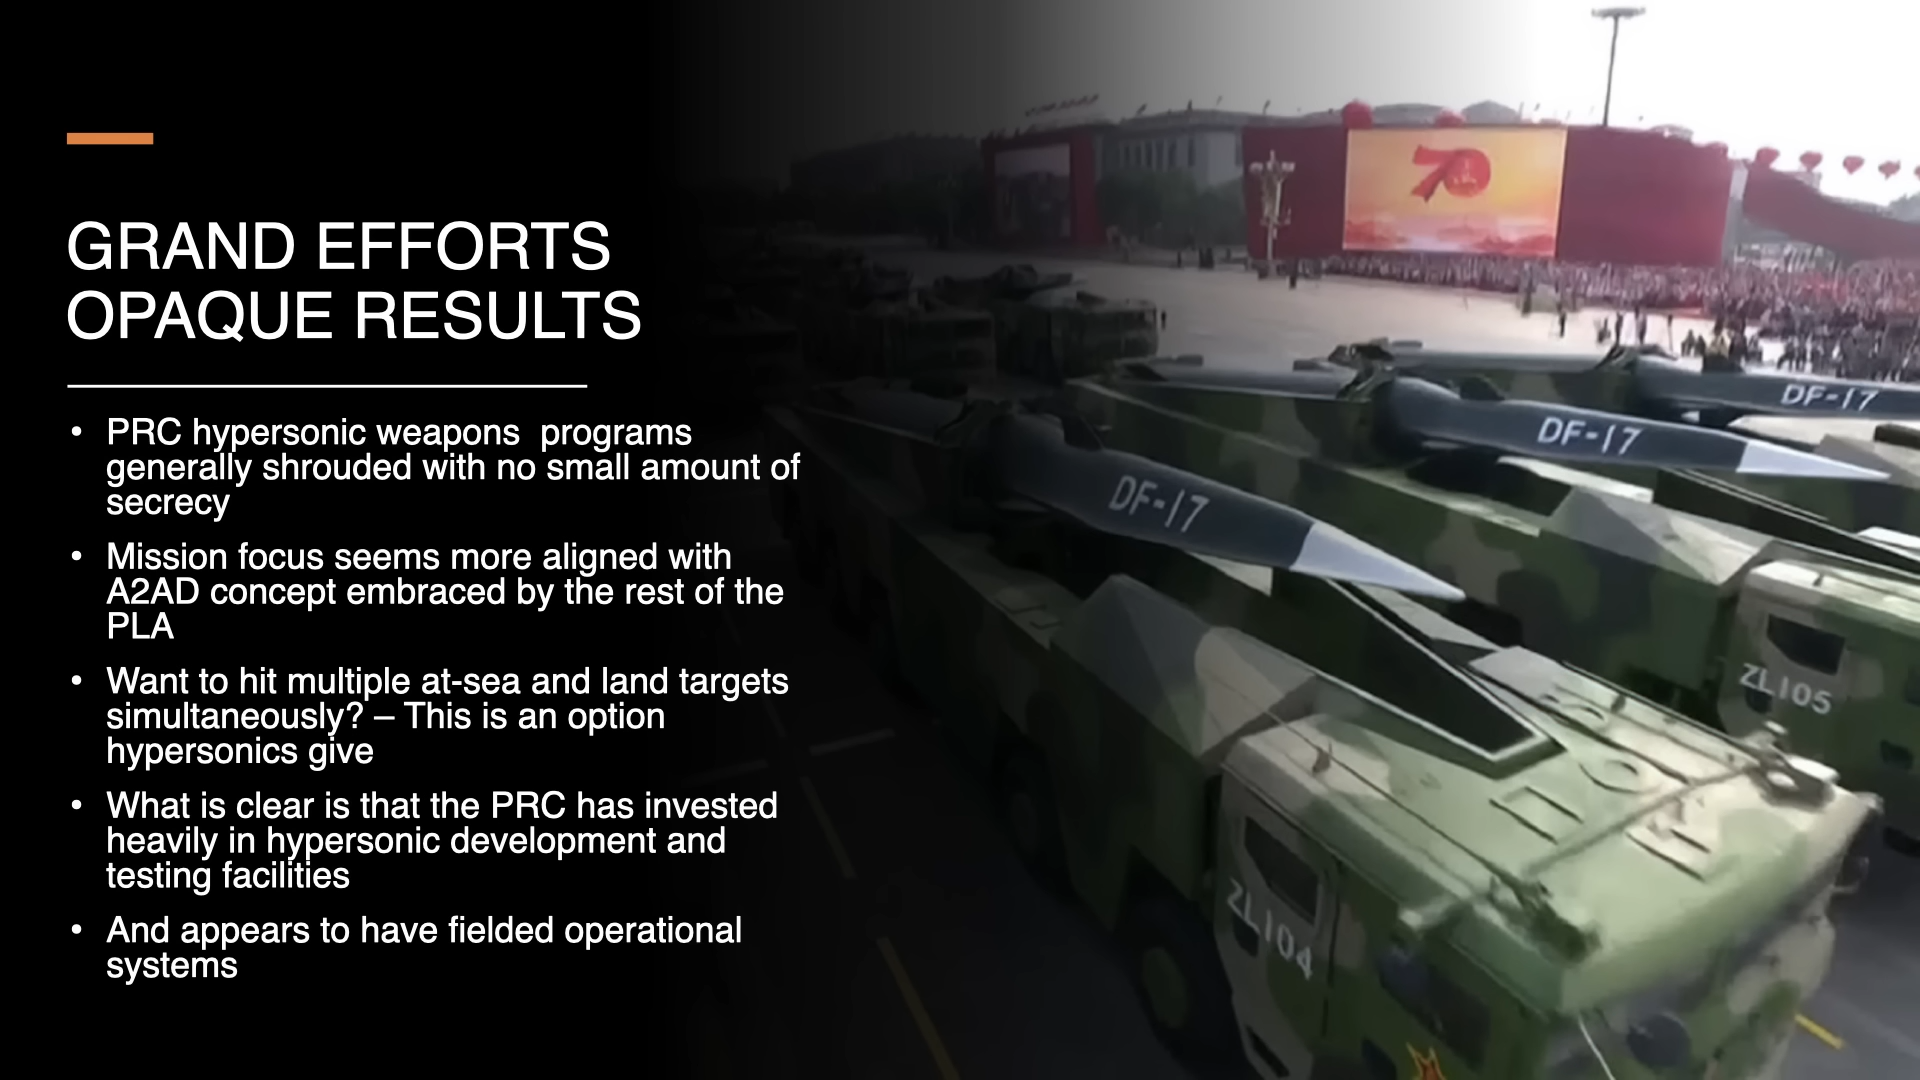 GRAND EFFORTS
OPAQUE RESULTS
• PRC hypersonic weapons  programs
generally shrouded with no small amount of
secrecy
• Mission focus seems more aligned with
A2AD concept embraced by the rest of the
PLA
• Want to hit multiple at-sea and land targets
simultaneously? – This is an option
hypersonics give
• What is clear is that the PRC has invested
heavily in hypersonic development and
testing facilities
• And appears to have fielded operational
systems
70
DF-17
DF-17
DF-17
ZL105
ZL104